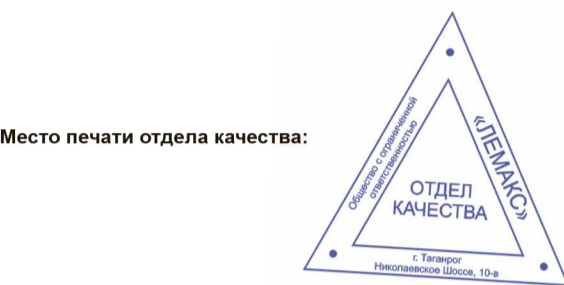 Место печати отдела качества:
Общество с ограниченной
ответственностью
«ЛЕМАКС»
ОТДЕЛ
КАЧЕСТВА
г. Таганрог
Николаевское Шоссе, 10-в